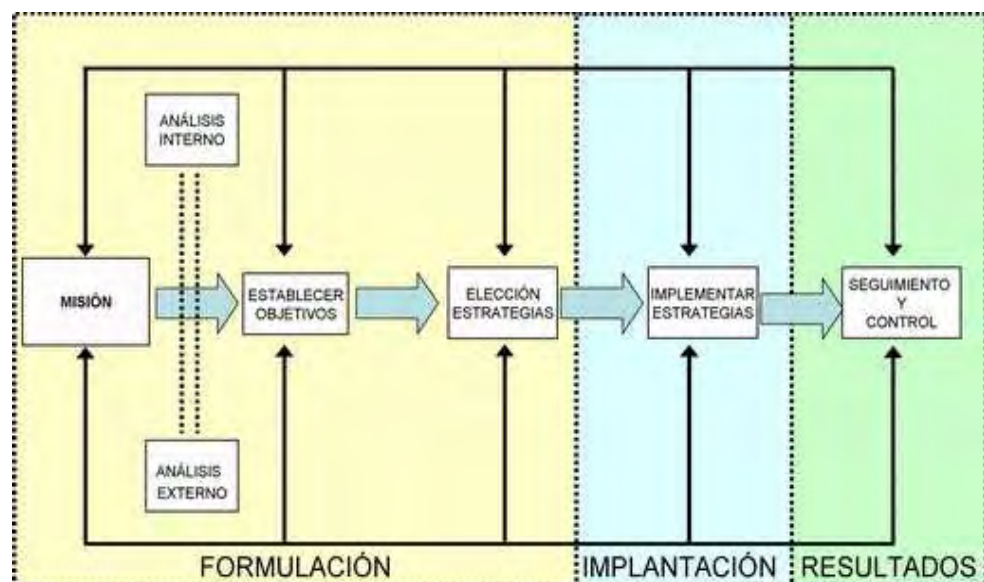 ANÁLISIS
INTERNO
MISIÓN
ESTABLECER
OBJETIVOS
ELECCIÓN
ESTRATEGIAS
IMPLEMENTAR
ESTRATEGIAS
SEGUIMIENTO
Y
CONTROL
ANÁLISIS
EXTERNO
FORMULACIÓN
IMPLANTACIÓN
RESULTADOS